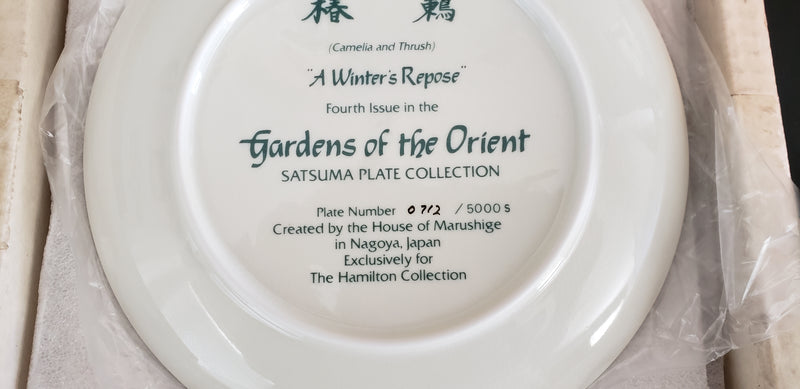 椿 鶫
(Camelia and Thrush)
"A Winter's Repose"
Fourth Issue in the
Gardens of the Orient
SATSUMA PLATE COLLECTION
Plate Number 0712 / 5000 s
Created by the House of Marushige
in Nagoya, Japan
Exclusively for
The Hamilton Collection